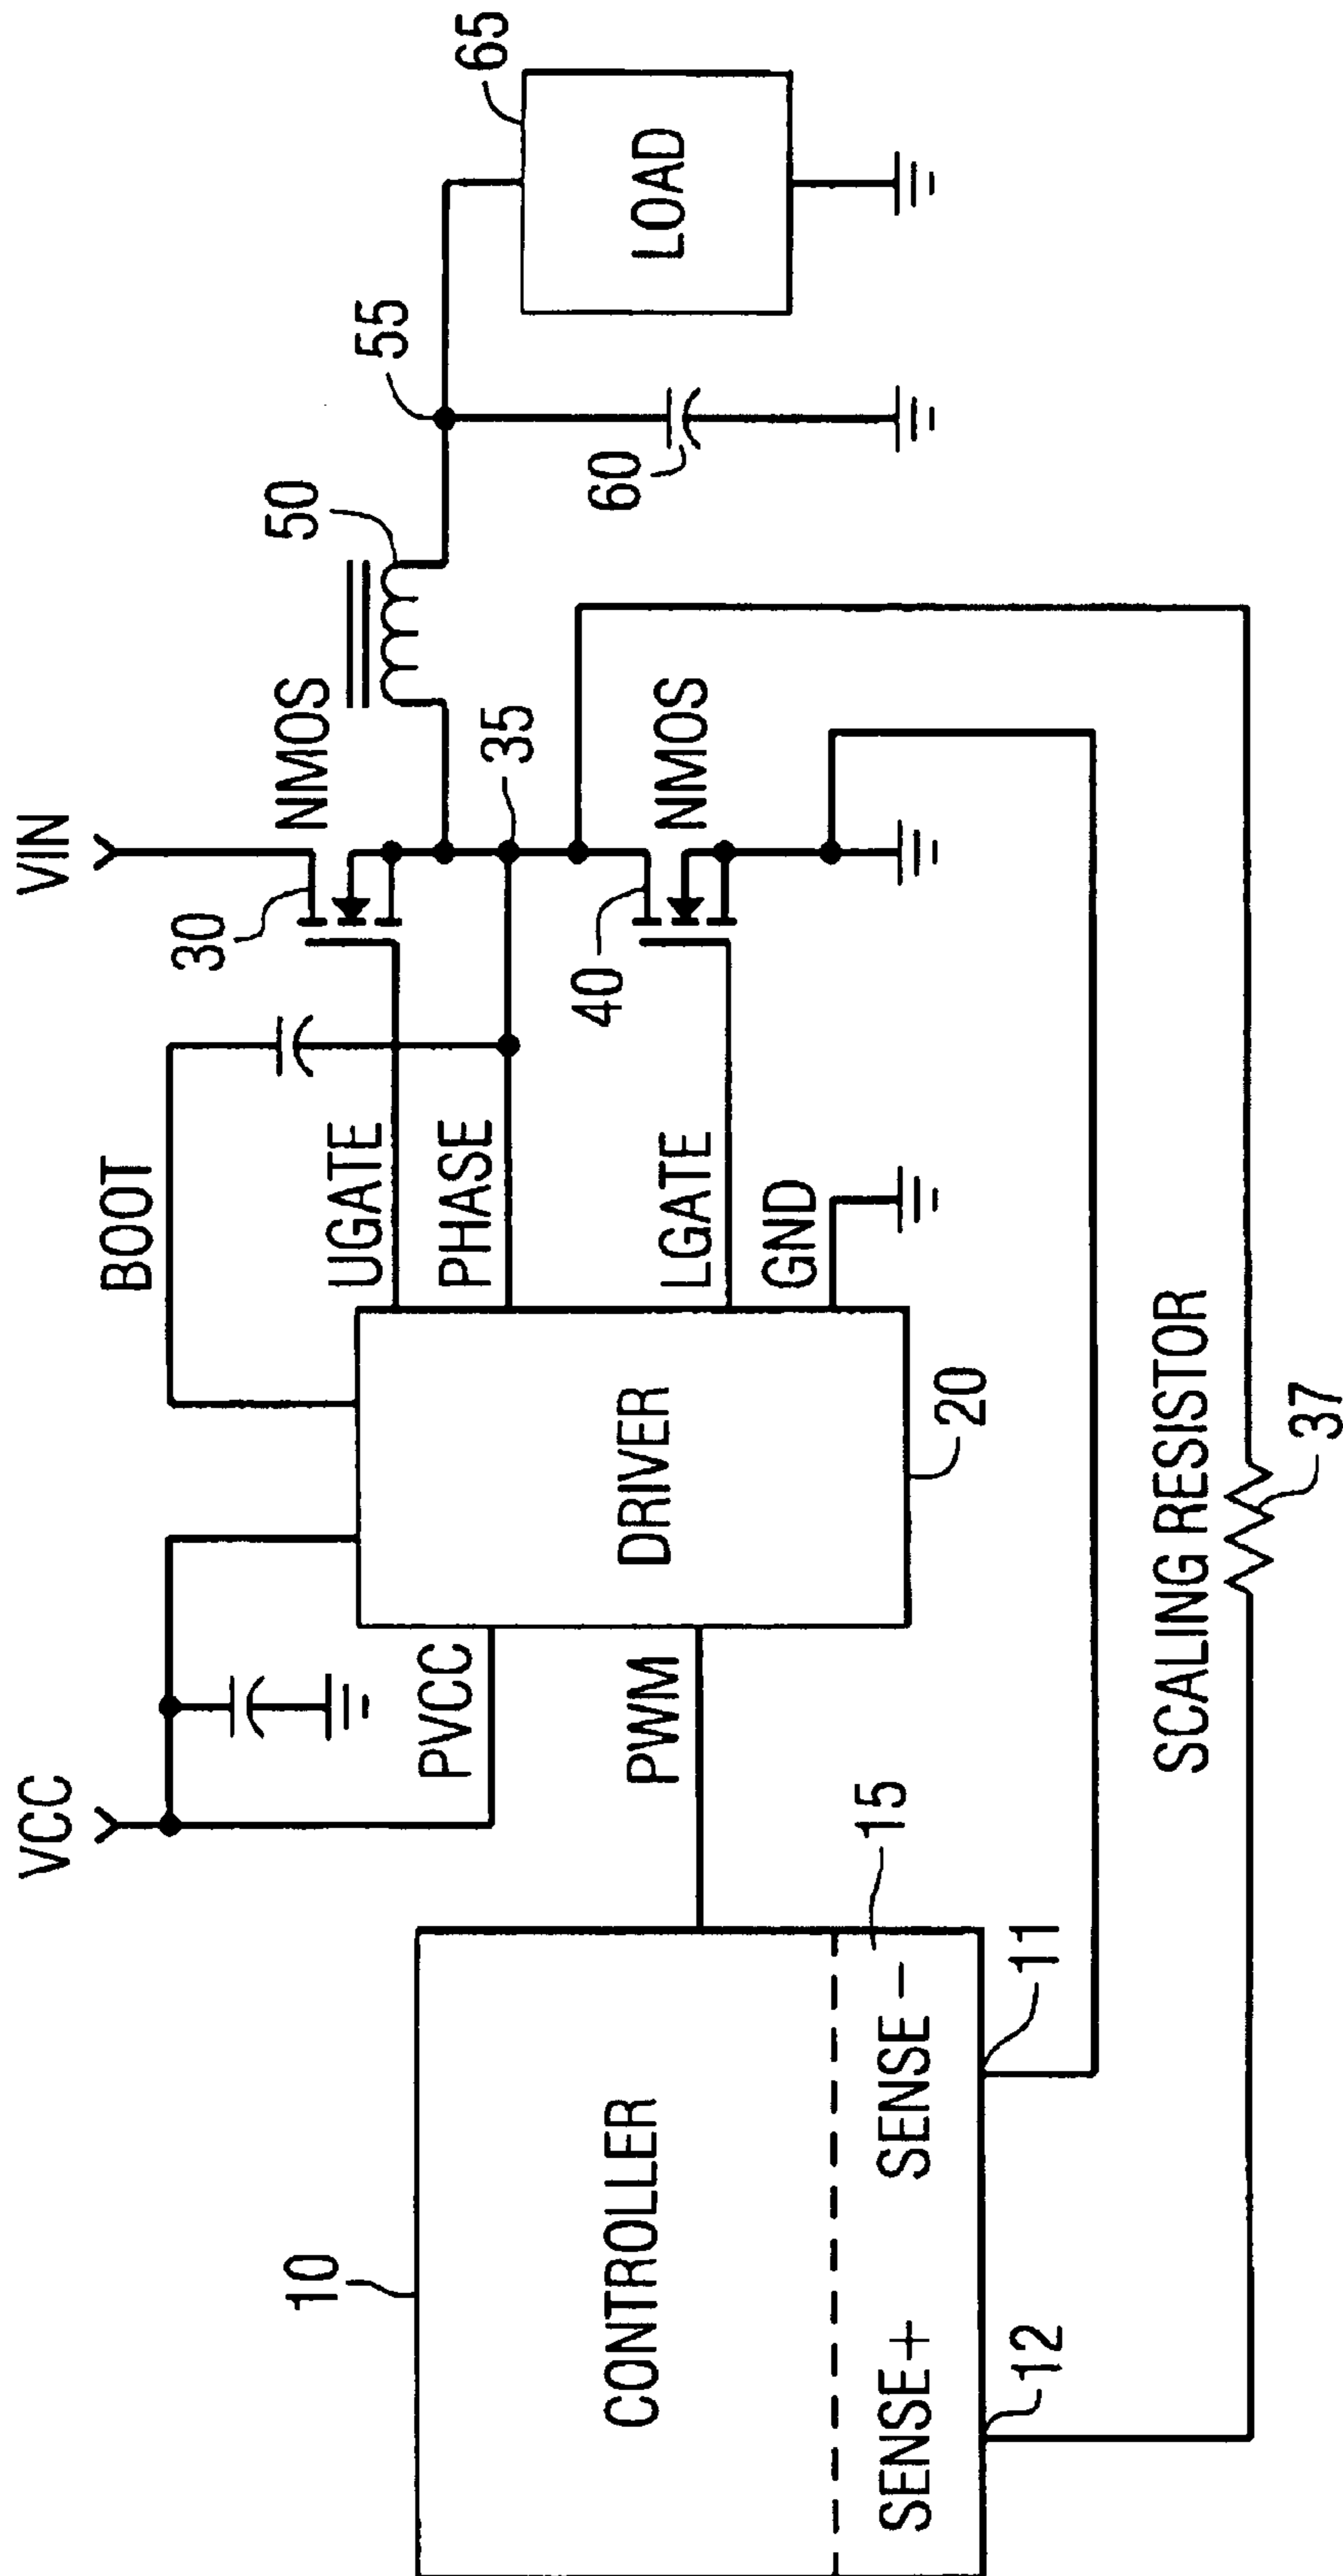 VCC
VIN
BOOT
10
30
NMOS
50
55
65
UGATE
PHASE
35
PVCC
CONTROLLER
DRIVER
PWM
40
NMOS
60
LOAD
LGATE
GND
15
SENSE+
SENSE -
20
12
11
SCALING RESISTOR
37